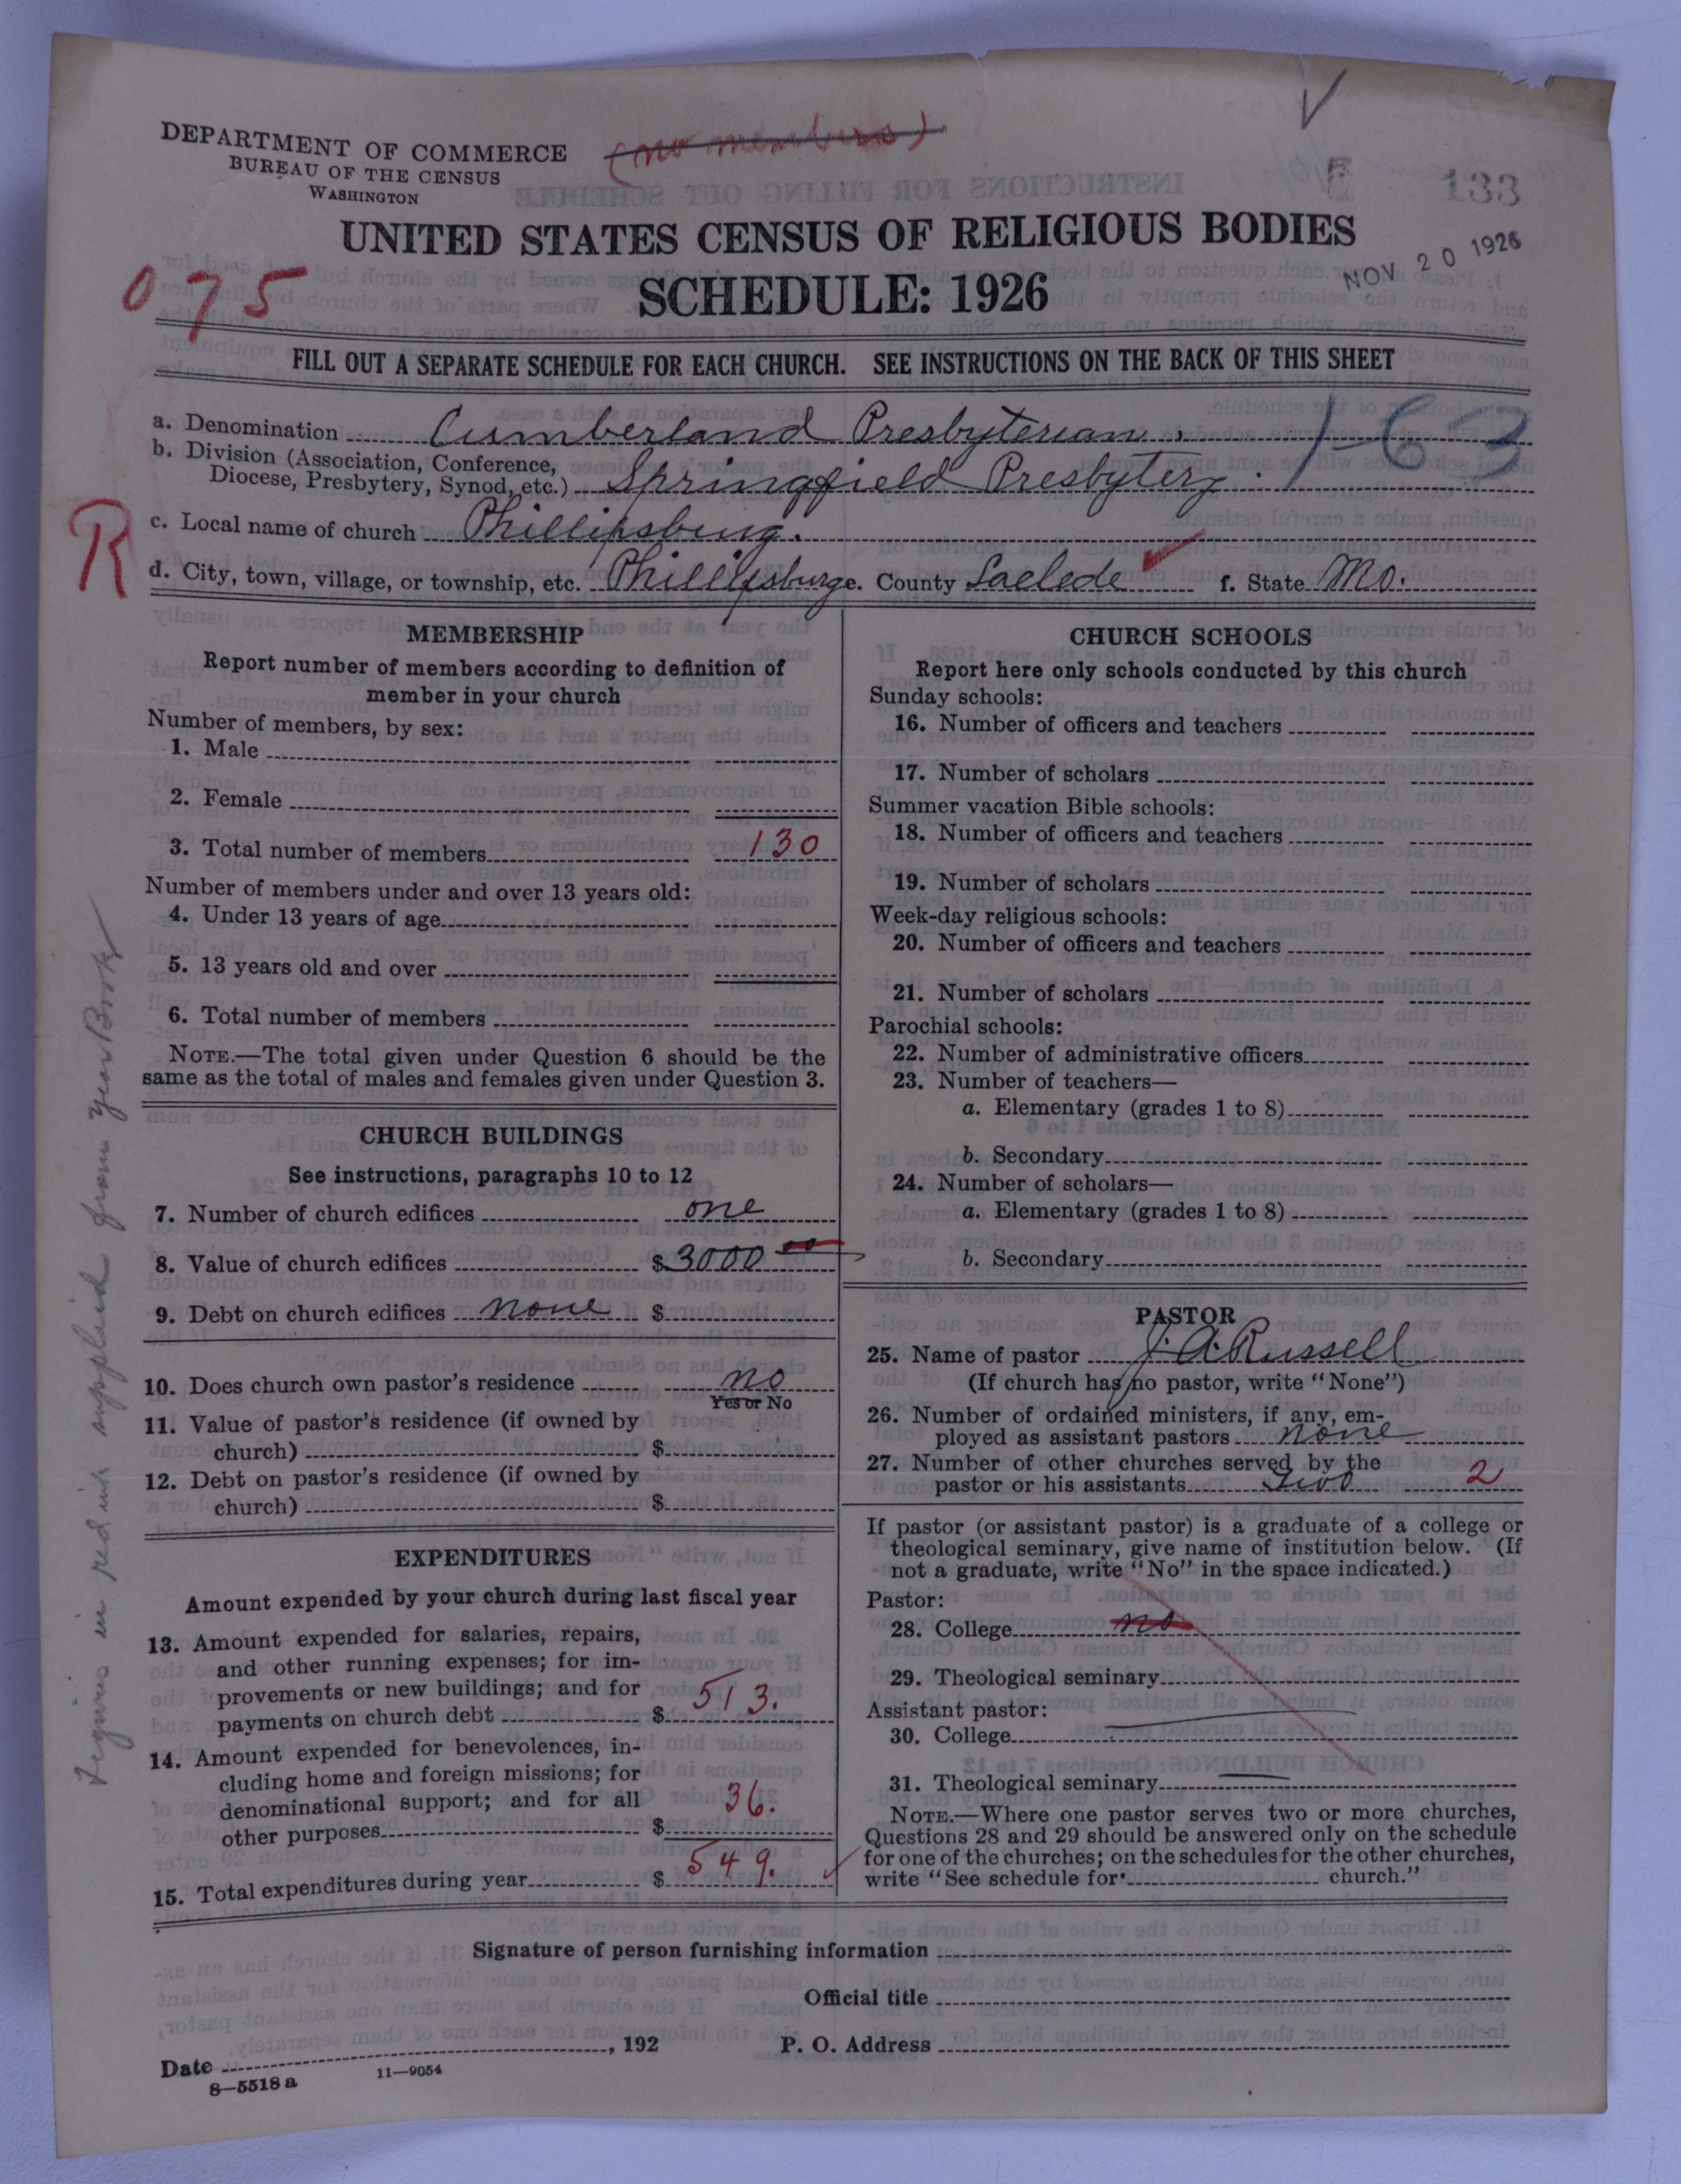 DEPARTMENT OF COMMERCE
BUREAU OF THE CENSUS
WASHINGTON
(no members)
133
NOV 20 1926
UNITED STATES CENSUS OF RELIGIOUS BODIES
SCHEDULE: 1926
075
FILL OUT A SEPARATE SCHEDULE FOR EACH CHURCH. SEE INSTRUCTIONS ON THE BACK OF THIS SHEET
a. Denomination Cumberland Presbyterian. 1-63
b. Division (Association, Conference,
Diocese, Presbytery, Synod, etc.) Springfield Presbytery.
R
c. Local name of church Phillipsburg.
d. City, town, village, or township, etc. Phillipsburg e. County Laclede f. State Mo.
MEMBERSHIP
Report number of members according to definition of
member in your church
Number of members, by sex:
1. Male
2. Female
3. Total number of members 130
Number of members under and over 13 years old:
4. Under 13 years of age
5. 13 years old and over
6. Total number of members
NOTE.—The total given under Question 6 should be the
same as the total of males and females given under Question 3.
CHURCH BUILDINGS
See instructions, paragraphs 10 to 12
7. Number of church edifices one
8. Value of church edifices $3000 00
9. Debt on church edifices none $
10. Does church own pastor's residence no
Yes or No
11. Value of pastor's residence (if owned by
church) $
12. Debt on pastor's residence (if owned by
church) $
EXPENDITURES
Amount expended by your church during last fiscal year
13. Amount expended for salaries, repairs,
and other running expenses; for im-
provements or new buildings; and for
payments on church debt $ 513.
14. Amount expended for benevolences, in-
cluding home and foreign missions; for
denominational support; and for all
other purposes $ 36.
15. Total expenditures during year $ 549.
Figures in red ink supplied from year Book
CHURCH SCHOOLS
Report here only schools conducted by this church
Sunday schools:
16. Number of officers and teachers
17. Number of scholars
Summer vacation Bible schools:
18. Number of officers and teachers
19. Number of scholars
Week-day religious schools:
20. Number of officers and teachers
21. Number of scholars
Parochial schools:
22. Number of administrative officers
23. Number of teachers—
a. Elementary (grades 1 to 8)
b. Secondary
24. Number of scholars—
a. Elementary (grades 1 to 8)
b. Secondary
PASTOR
25. Name of pastor J. A. Russell
(If church has no pastor, write "None")
26. Number of ordained ministers, if any, em-
ployed as assistant pastors none
27. Number of other churches served by the
pastor or his assistants two 2
If pastor (or assistant pastor) is a graduate of a college or
theological seminary, give name of institution below. (If
not a graduate, write "No" in the space indicated.)
Pastor:
28. College no
29. Theological seminary
Assistant pastor:
30. College
31. Theological seminary
NOTE.—Where one pastor serves two or more churches,
Questions 28 and 29 should be answered only on the schedule
for one of the churches; on the schedules for the other churches,
write "See schedule for church."
Signature of person furnishing information
Official title
Date , 192 P. O. Address
8—5518 a 11—9054